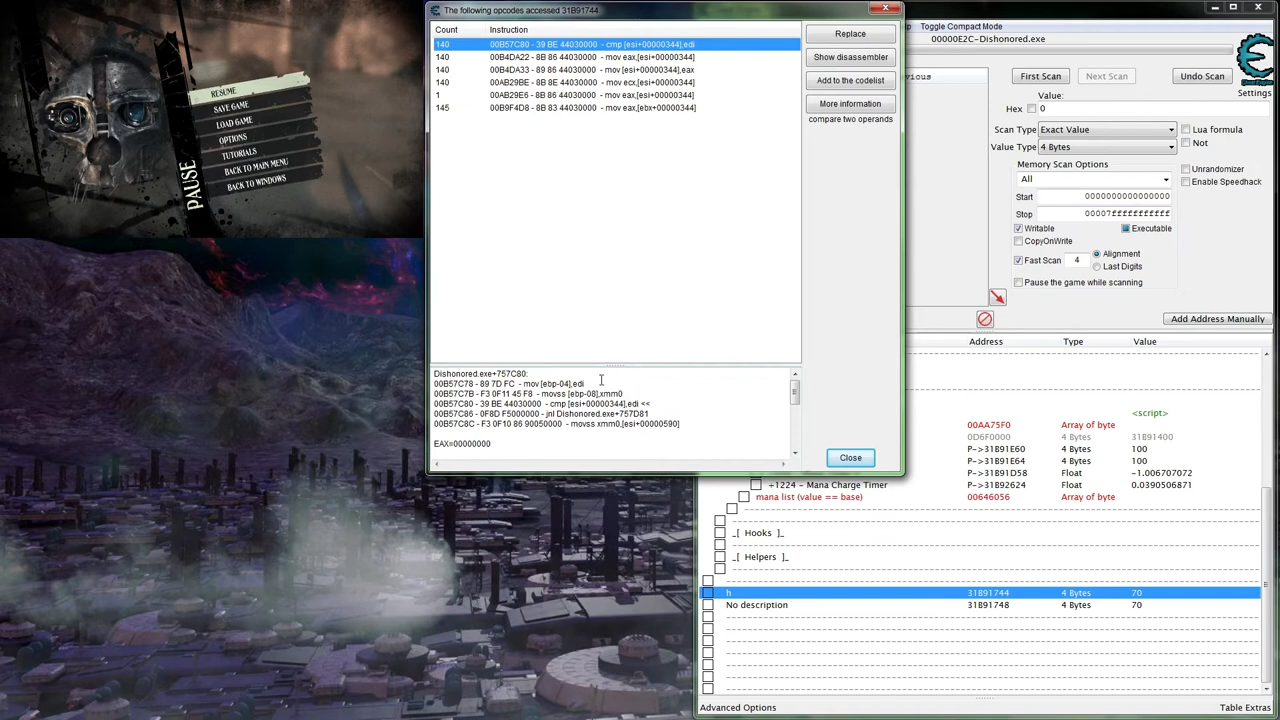 The following opcodes accessed 31B91744
Count Instruction
140 00B57C80 - 39 BE 44030000 - cmp [esi+00000344],edi
140 00B4DA22 - 8B 86 44030000 - mov eax,[esi+00000344]
140 00B4DA33 - 89 86 44030000 - mov [esi+00000344],eax
140 00AB29BE - 8B 8E 44030000 - mov ecx,[esi+00000344]
1 00AB29E6 - 8B 86 44030000 - mov eax,[esi+00000344]
145 00B9F4D8 - 8B 83 44030000 - mov eax,[ebx+00000344]
Replace
Show disassembler
Add to the codelist
More information
compare two operands
Dishonored.exe+757C80:
00B57C78 - 89 7D FC - mov [ebp-04],edi
00B57C7B - F3 0F11 45 F8 - movss [ebp-08],xmm0
00B57C80 - 39 BE 44030000 - cmp [esi+00000344],edi <<
00B57C86 - 0F8D F5000000 - jnl Dishonored.exe+757D81
00B57C8C - F3 0F10 86 90050000 - movss xmm0,[esi+00000590]
EAX=00000000
Close
RESUME
SAVE GAME
LOAD GAME
OPTIONS
TUTORIALS
BACK TO MAIN MENU
BACK TO WINDOWS
PAUSE
Toggle Compact Mode
00000E2C-Dishonored.exe
First Scan Next Scan Undo Scan
Settings
Value:
Hex 0
Scan Type Exact Value
Lua formula
Not
Value Type 4 Bytes
Memory Scan Options
All
Unrandomizer
Enable Speedhack
Start 0000000000000000
Stop 00007fffffffffff
Writable Executable
CopyOnWrite
Fast Scan 4 Alignment
Last Digits
Pause the game while scanning
Add Address Manually
Address Type Value
<script>
00AA75F0 Array of byte
0D6F0000 4 Bytes 31B91400
P->31B91E60 4 Bytes 100
P->31B91E64 4 Bytes 100
P->31B91D58 Float -1.006707072
+1224 - Mana Charge Timer P->31B92624 Float 0.0390506871
mana list (value == base) 00646056 Array of byte
_[ Hooks ]_
_[ Helpers ]_
h 31B91744 4 Bytes 70
No description 31B91748 4 Bytes 70
Advanced Options Table Extras